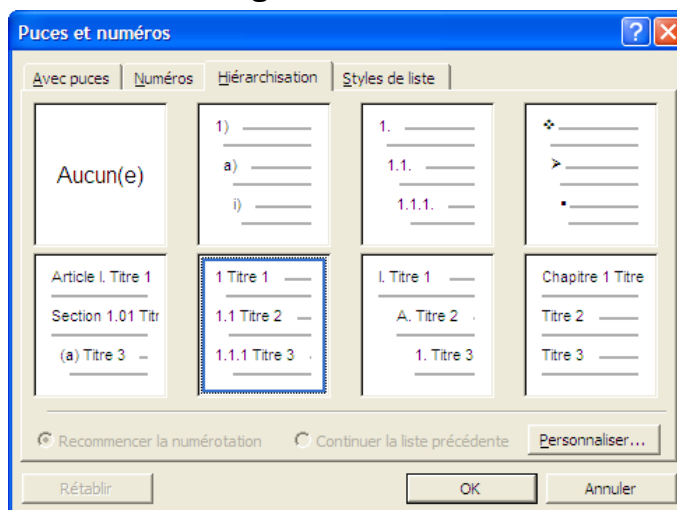 Puces et numéros
Avec puces Numéros Hiérarchisation Styles de liste
Aucun(e)
1)
a)
i)
1.
1.1.
1.1.1.
Article I. Titre 1
Section 1.01 Titr
(a) Titre 3
1 Titre 1
1.1 Titre 2
1.1.1 Titre 3
I. Titre 1
A. Titre 2
1. Titre 3
Chapitre 1 Titre
Titre 2
Titre 3
Recommencer la numérotation Continuer la liste précédente Personnaliser...
Rétablir OK Annuler